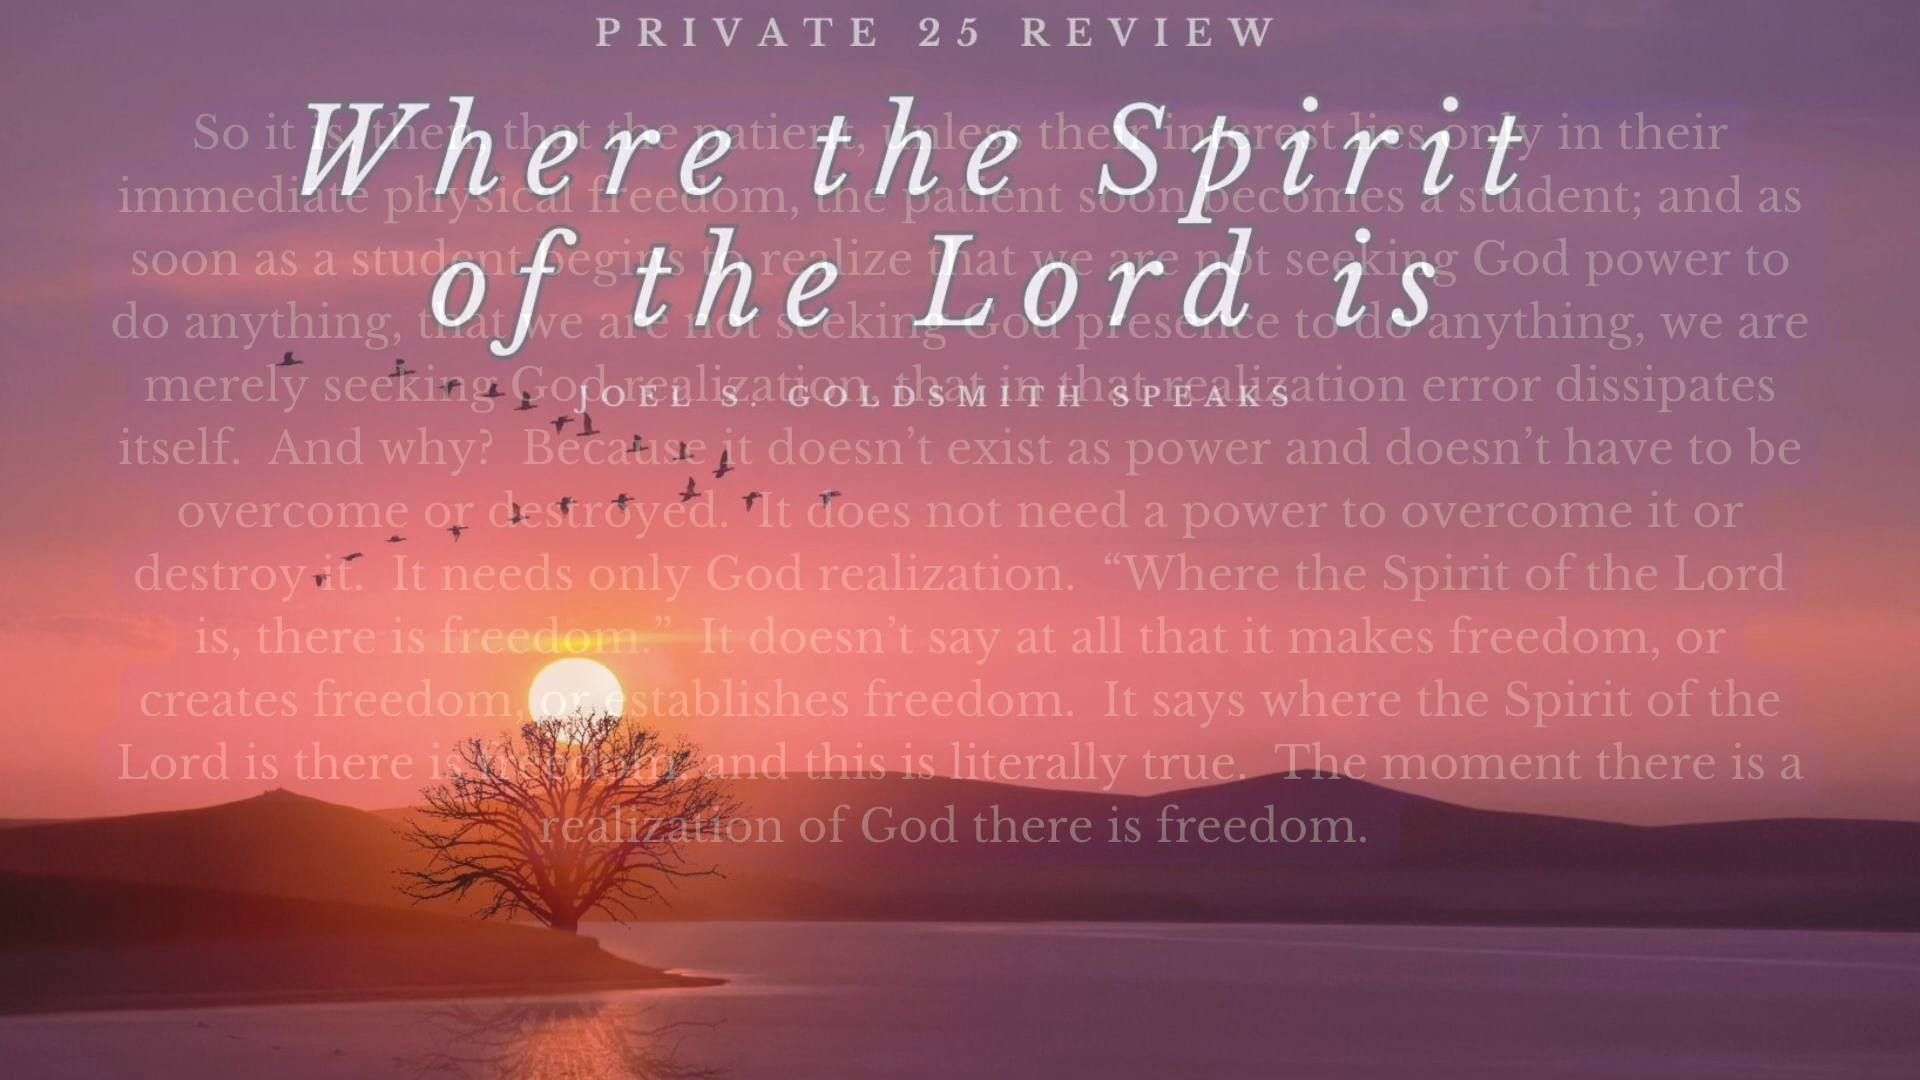 PRIVATE 25 REVIEW
Where the Spirit
of the Lord is
JOEL S. GOLDSMITH SPEAKS
So it is then that the patient, unless their interest lies only in their
immediate physical freedom, the patient soon becomes a student; and as
soon as a student begins to realize that we are not seeking God power to
do anything, that we are not seeking God presence to do anything, we are
merely seeking God realization, that in that realization error dissipates
itself. And why? Because it doesn’t exist as power and doesn’t have to be
overcome or destroyed. It does not need a power to overcome it or
destroy it. It needs only God realization. “Where the Spirit of the Lord
is, there is freedom.” It doesn’t say at all that it makes freedom, or
creates freedom, or establishes freedom. It says where the Spirit of the
Lord is there is freedom, and this is literally true. The moment there is a
realization of God there is freedom.